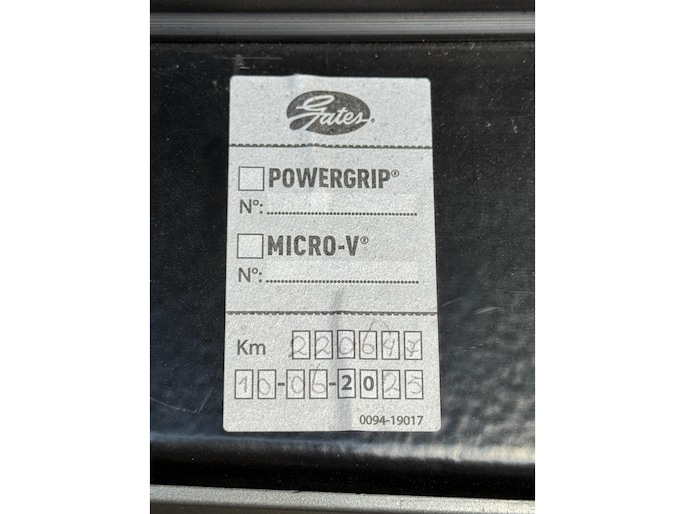 Gates®
POWERGRIP®
Nº:
MICRO-V®
Nº:
Km 220647
10-06-2025
0094-19017